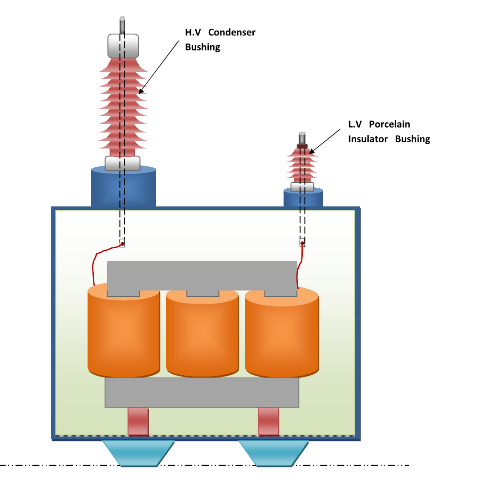 H.V Condenser
Bushing
L.V Porcelain
Insulator Bushing